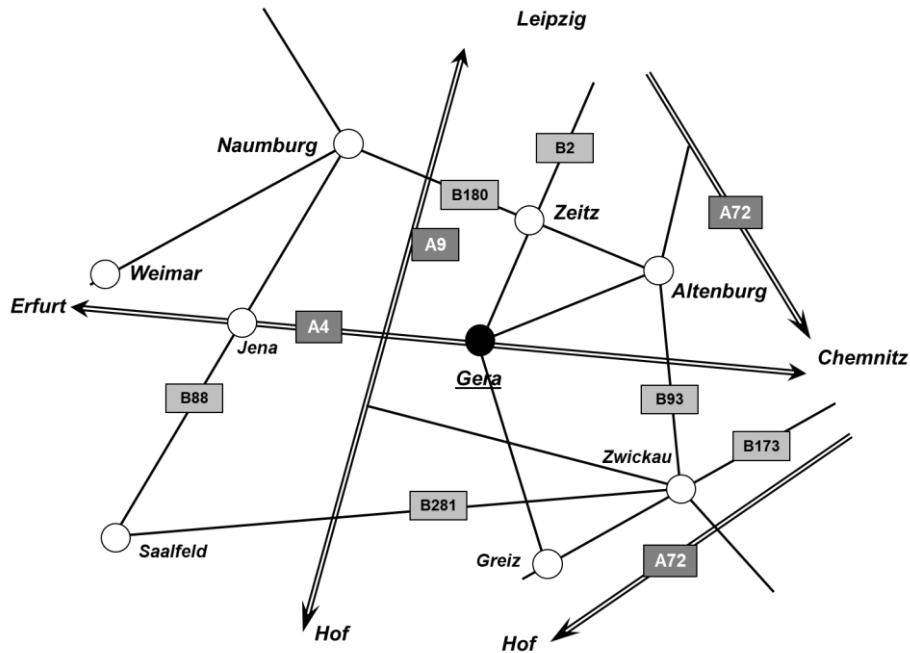 Leipzig
Naumburg
B2
B180
Zeitz
A72
A9
Weimar
Altenburg
Erfurt
A4
Jena
Chemnitz
Gera
B88
B93
B173
Zwickau
B281
Saalfeld
Greiz
A72
Hof
Hof